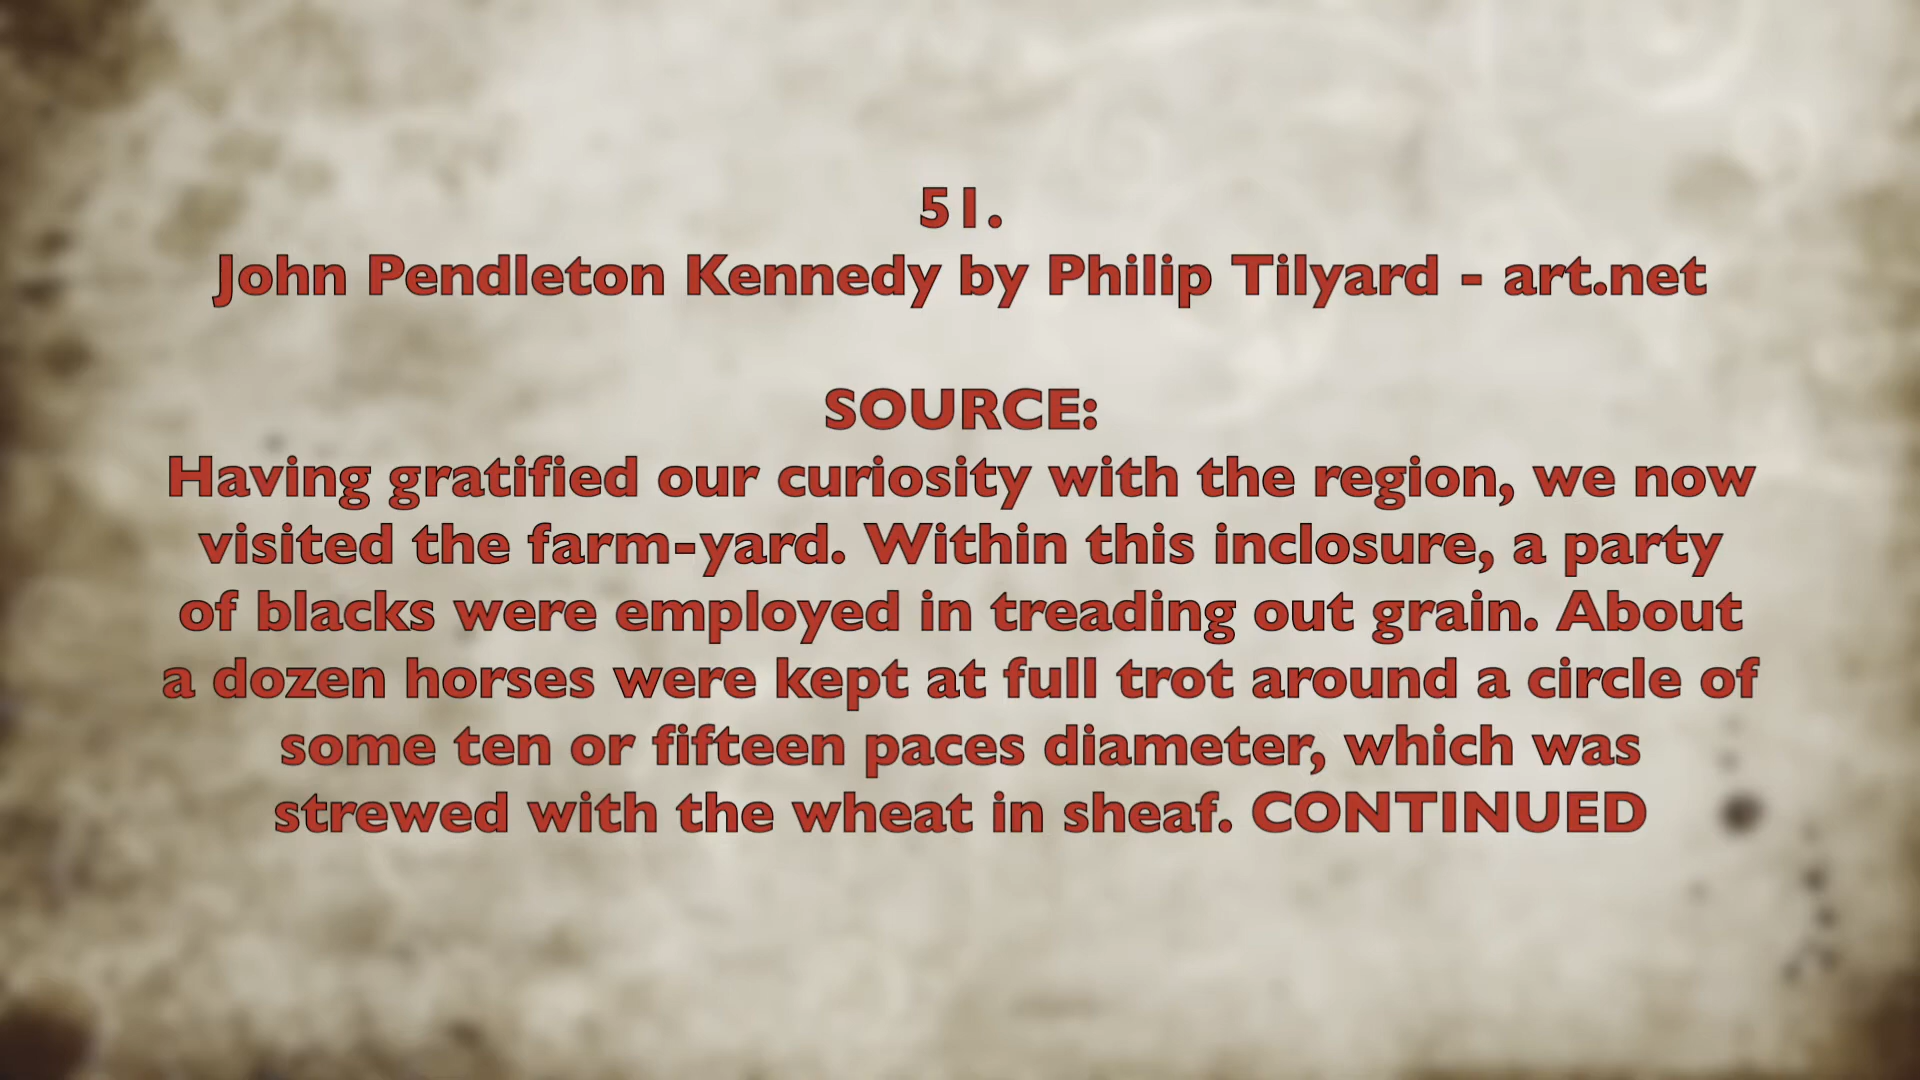 51.
John Pendleton Kennedy by Philip Tilyard - art.net
SOURCE:
Having gratified our curiosity with the region, we now
visited the farm-yard. Within this inclosure, a party
of blacks were employed in treading out grain. About
a dozen horses were kept at full trot around a circle of
some ten or fifteen paces diameter, which was
strewed with the wheat in sheaf. CONTINUED